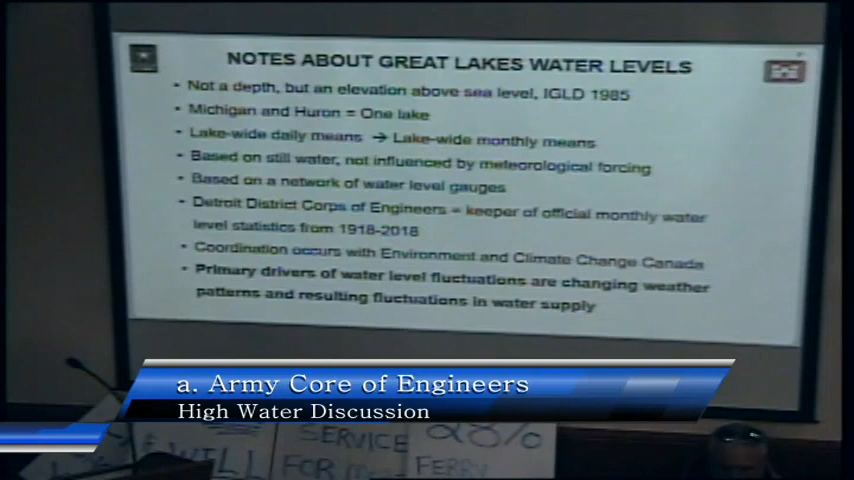 NOTES ABOUT GREAT LAKES WATER LEVELS
• Not a depth, but an elevation above sea level, IGLD 1985
• Michigan and Huron = One lake
• Lake-wide daily means → Lake-wide monthly means
• Based on still water, not influenced by meteorological forcing
• Based on a network of water level gauges
• Detroit District Corps of Engineers = keeper of official monthly water
level statistics from 1918-2018
• Coordination occurs with Environment and Climate Change Canada
• Primary drivers of water level fluctuations are changing weather
patterns and resulting fluctuations in water supply
a. Army Core of Engineers
High Water Discussion
WILL
SERVICE
FOR
28%
FERRY